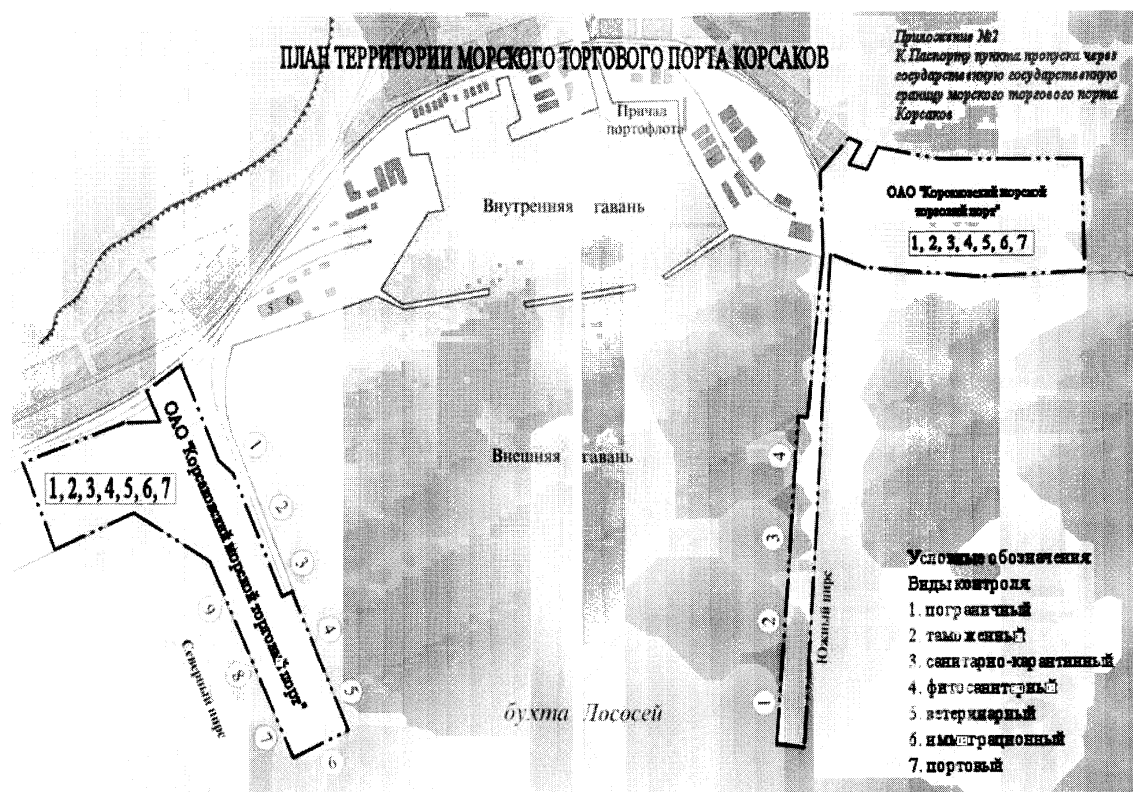 ПЛАН ТЕРРИТОРИИ МОРСКОГО ТОРГОВОГО ПОРТА КОРСАКОВ
Приложение №2
К Паспорту пункта пропуска через
государственную государственную
границу морского торгового порта
Корсаков
Причал
портофлота
Внутренняя гавань
ОАО "Корсаковский морской
торговый порт"
1, 2, 3, 4, 5, 6, 7
5 6
ОАО "Корсаковский морской торговый порт"
1, 2, 3, 4, 5, 6, 7
Внешняя гавань
1
2
3
4
5
6
7
8
9
Северный пирс
4
3
2
1
Южный пирс
бухта Лососей
Условные обозначения
Виды контроля
1. пограничный
2. таможенный
3. санитарно-карантинный
4. фитосанитарный
5. ветеринарный
6. иммиграционный
7. портовый